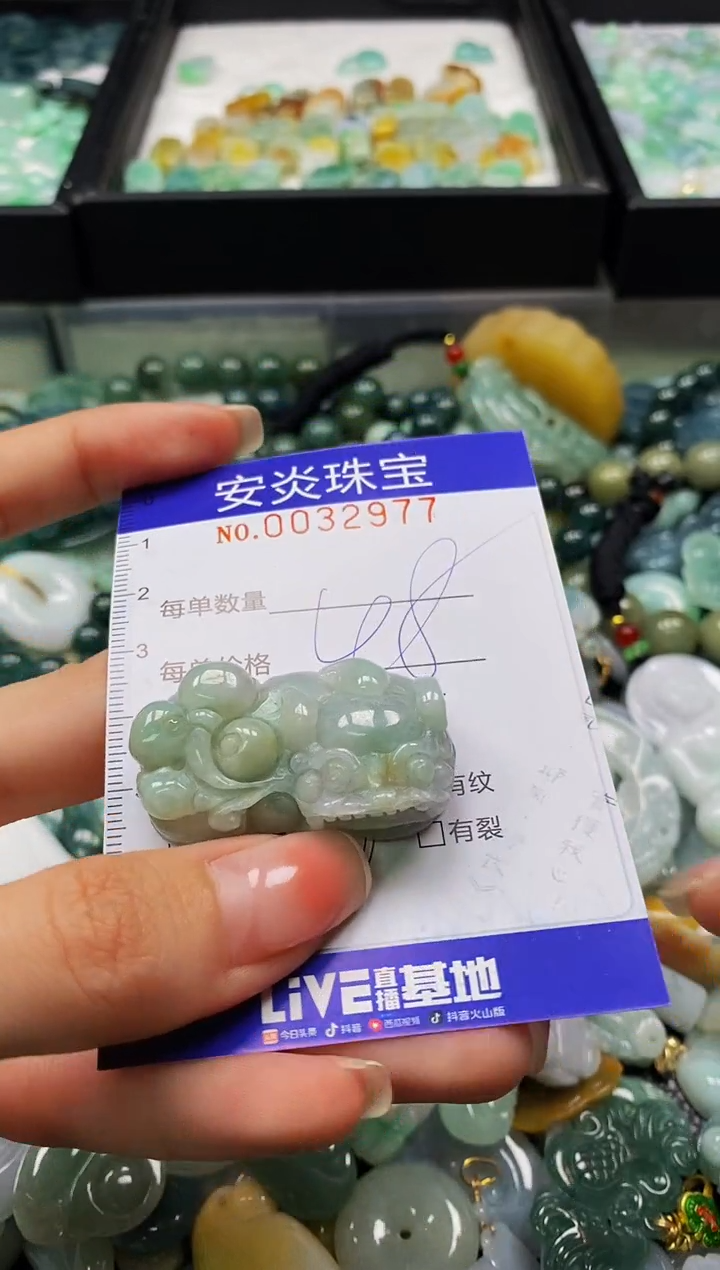 安炎珠宝
NO.0032977
1
2
每单数量
48
3
每单价格
有纹
有裂
LiVE直播基地
今日头条 抖音 西瓜视频 抖音火山版